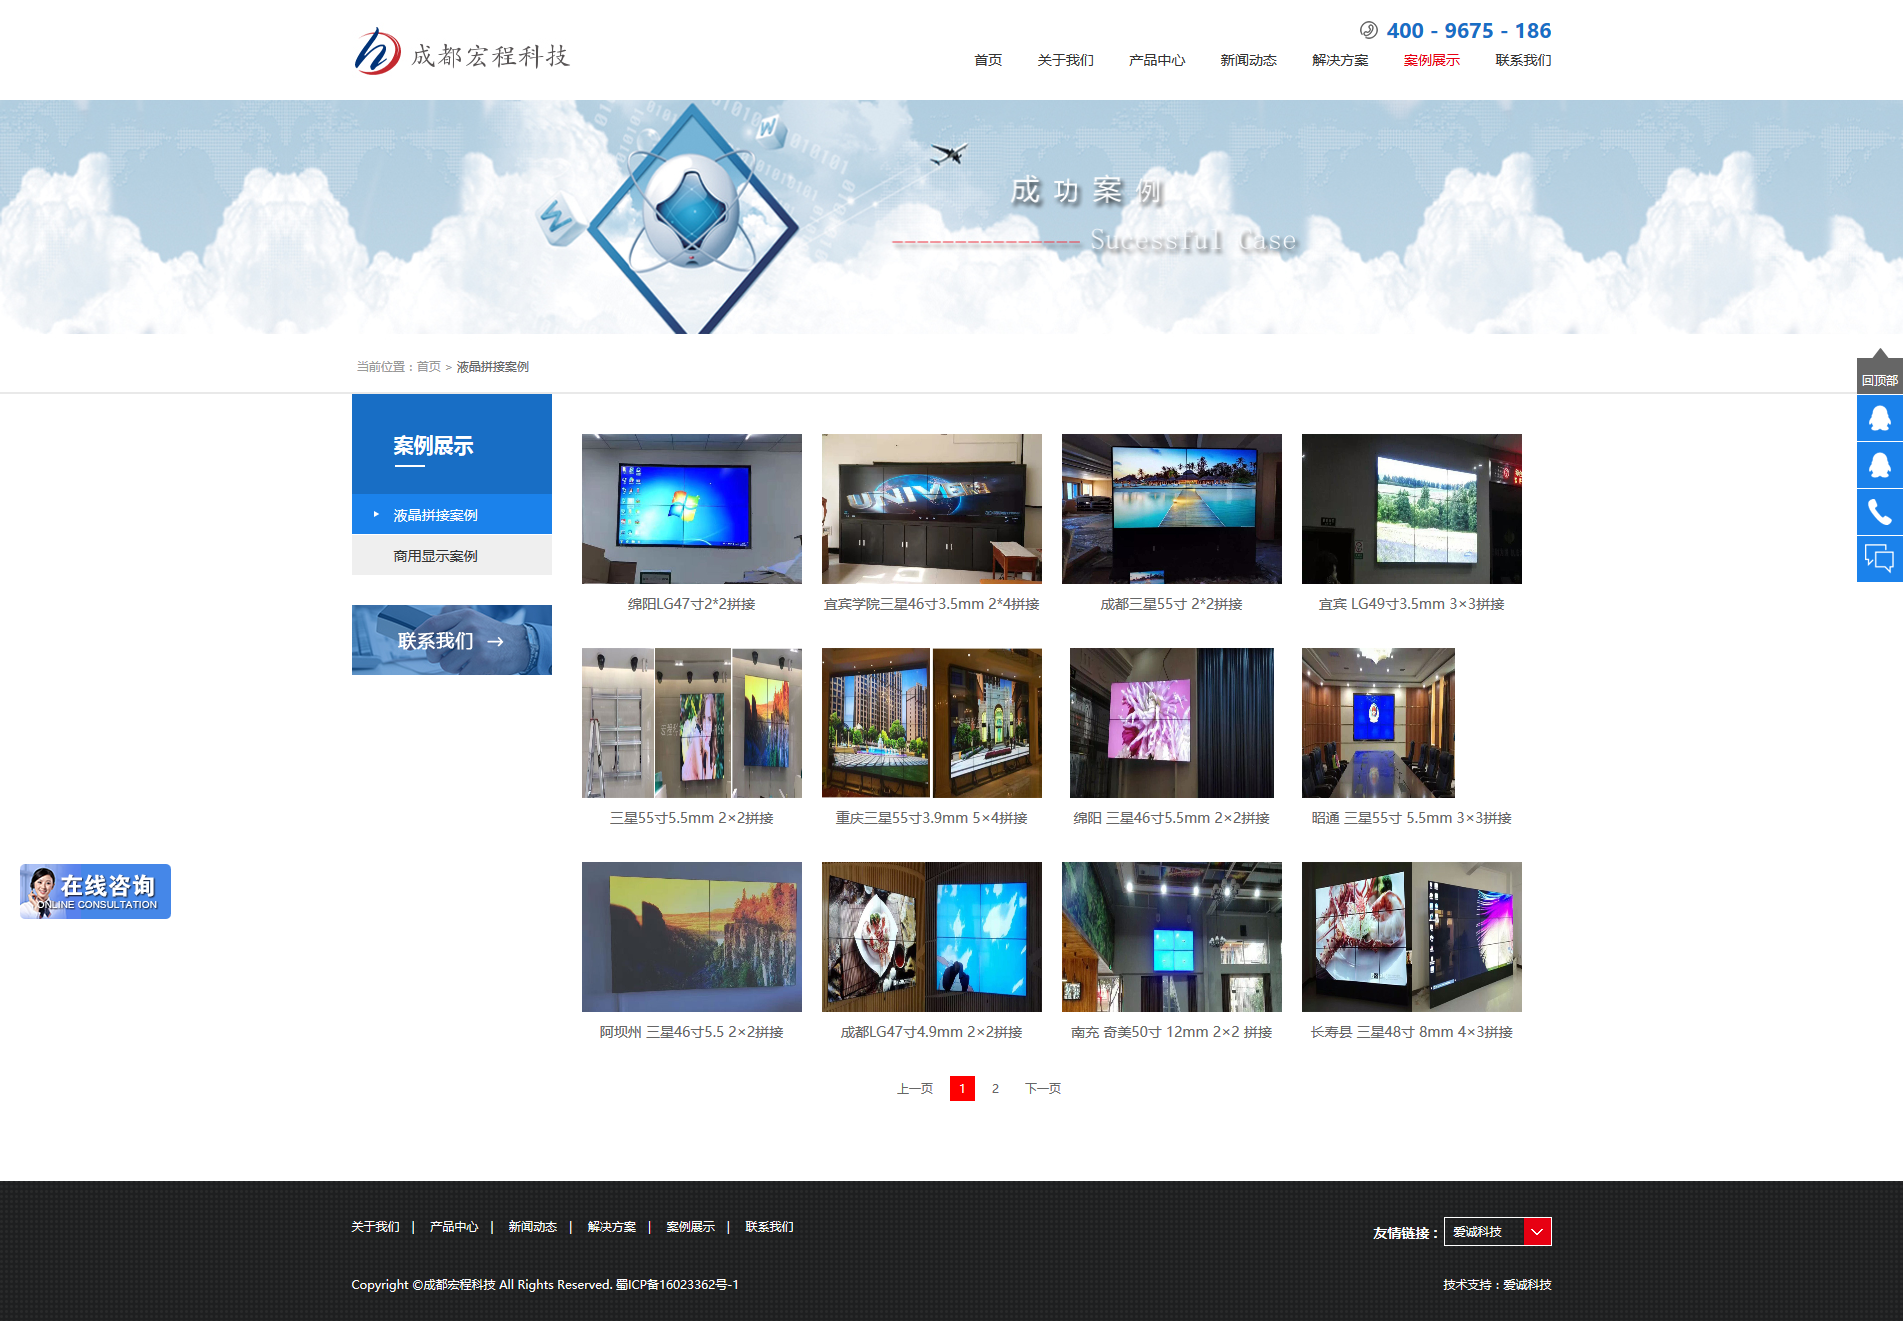 成都宏程科技
400 - 9675 - 186
首页 关于我们 产品中心 新闻动态 解决方案 案例展示 联系我们
成功案例
Sucessful Case
当前位置：首页 > 液晶拼接案例
回顶部
案例展示
液晶拼接案例
商用显示案例
联系我们 →
UNIVER
绵阳LG47寸2*2拼接
宜宾学院三星46寸3.5mm 2*4拼接
成都三星55寸 2*2拼接
宜宾 LG49寸3.5mm 3×3拼接
三星55寸5.5mm 2×2拼接
重庆三星55寸3.9mm 5×4拼接
绵阳 三星46寸5.5mm 2×2拼接
昭通 三星55寸 5.5mm 3×3拼接
在线咨询
ONLINE CONSULTATION
阿坝州 三星46寸5.5 2×2拼接
成都LG47寸4.9mm 2×2拼接
南充 奇美50寸 12mm 2×2 拼接
长寿县 三星48寸 8mm 4×3拼接
上一页 1 2 下一页
关于我们 | 产品中心 | 新闻动态 | 解决方案 | 案例展示 | 联系我们
友情链接： 爱诚科技
Copyright ©成都宏程科技 All Rights Reserved. 蜀ICP备16023362号-1
技术支持：爱诚科技